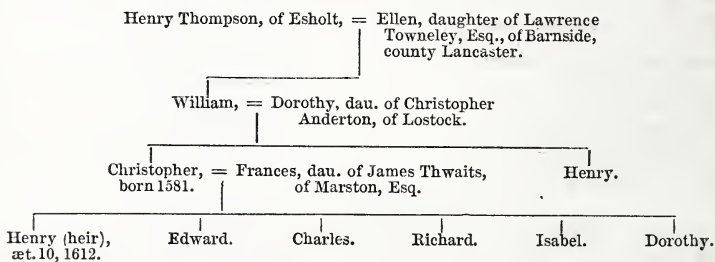 Henry Thompson, of Esholt, = Ellen, daughter of Lawrence
Towneley, Esq., of Barnside,
county Lancaster.
William, = Dorothy, dau. of Christopher
Anderton, of Lostock.
Christopher, = Frances, dau. of James Thwaits, Henry.
born 1581. of Marston, Esq.
Henry (heir), Edward. Charles. Richard. Isabel. Dorothy.
æt. 10, 1612.